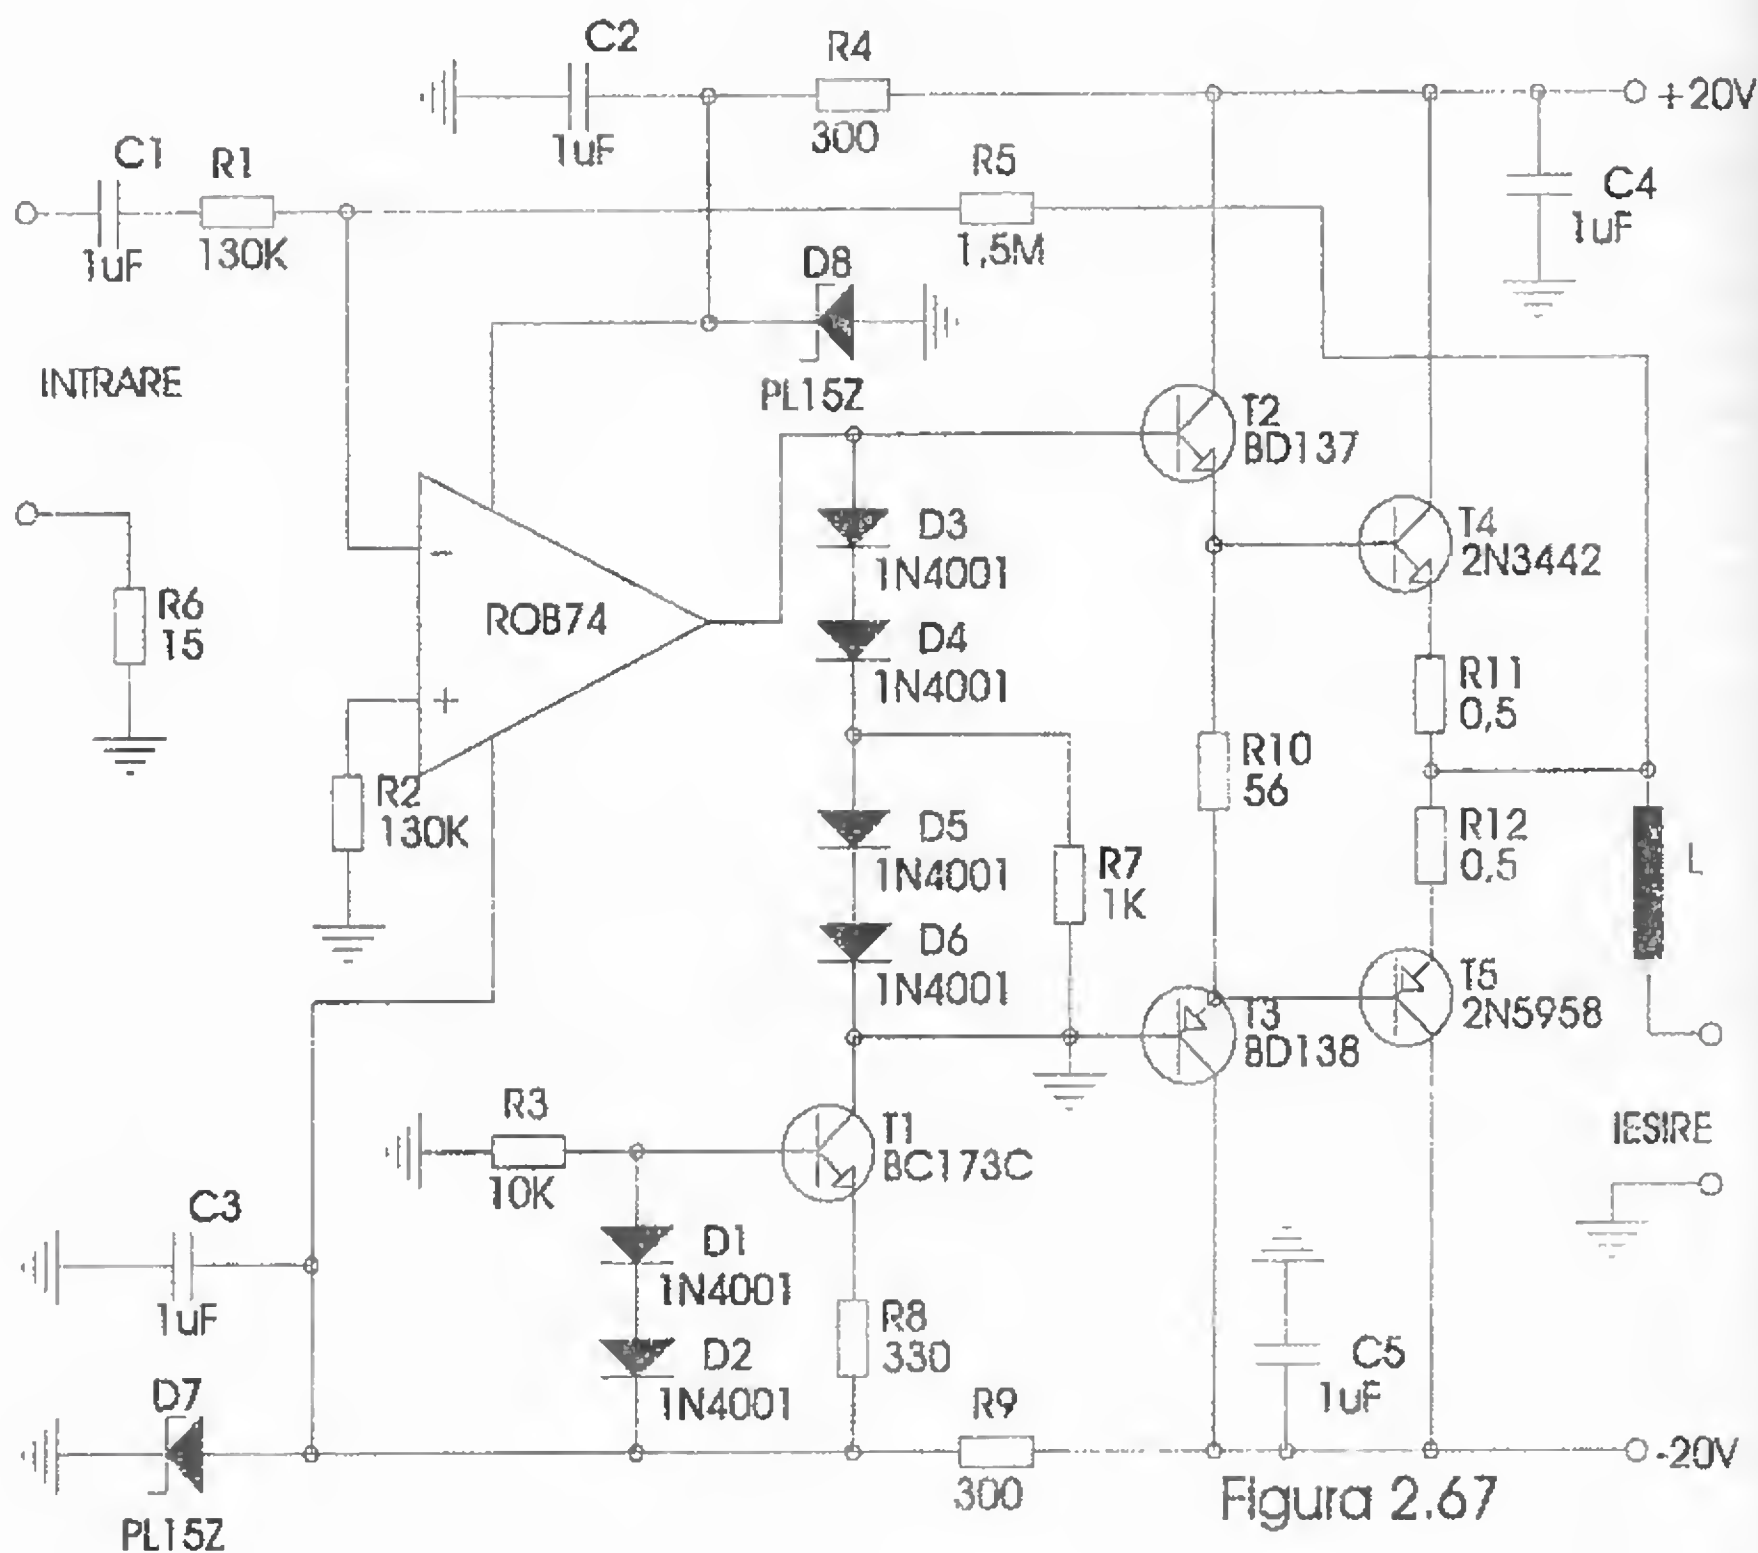 C2
1uF
R4
300
+20V
C1
1uF
R1
130K
R5
1,5M
C4
1uF
D8
PL15Z
INTRARE
T2
BD137
D3
1N4001
T4
2N3442
R6
15
ROB74
-
+
D4
1N4001
R11
0,5
R2
130K
R10
56
D5
1N4001
R7
1K
R12
0,5
L
D6
1N4001
T3
BD138
T5
2N5958
R3
10K
T1
BC173C
IESIRE
C3
1uF
D1
1N4001
R8
330
D2
1N4001
C5
1uF
D7
PL15Z
R9
300
-20V
Figura 2.67